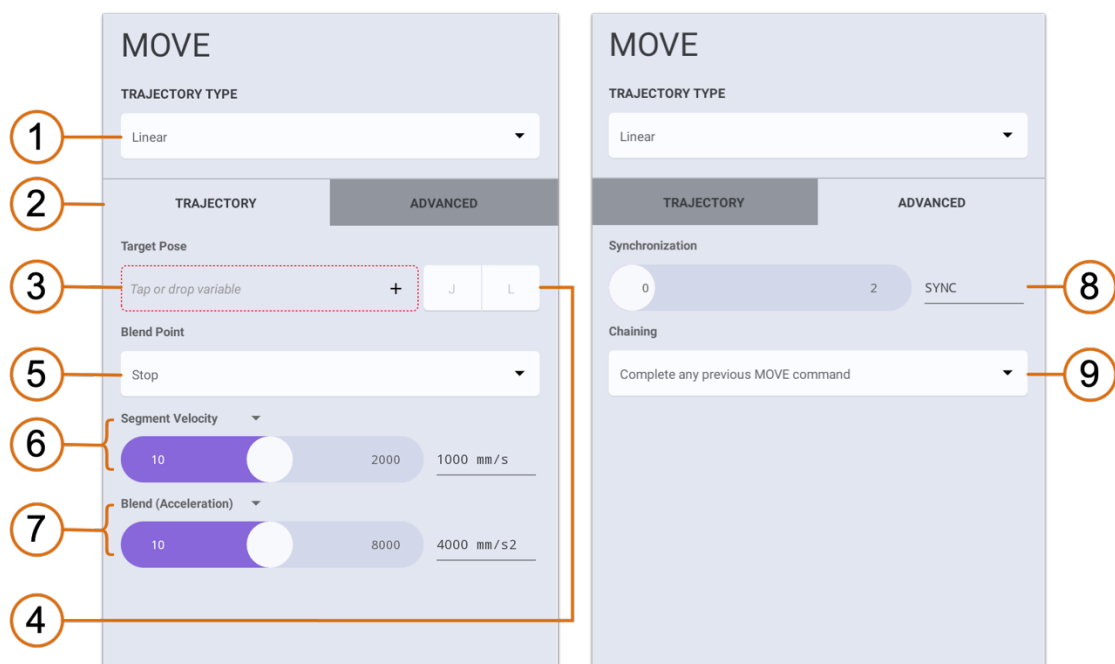 MOVE
TRAJECTORY TYPE
1
Linear
2
TRAJECTORY
ADVANCED
Target Pose
3
Tap or drop variable
+
J
L
Blend Point
5
Stop
6
Segment Velocity
10
2000
1000 mm/s
7
Blend (Acceleration)
10
8000
4000 mm/s2
4
MOVE
TRAJECTORY TYPE
Linear
TRAJECTORY
ADVANCED
Synchronization
0
2
SYNC
8
Chaining
Complete any previous MOVE command
9